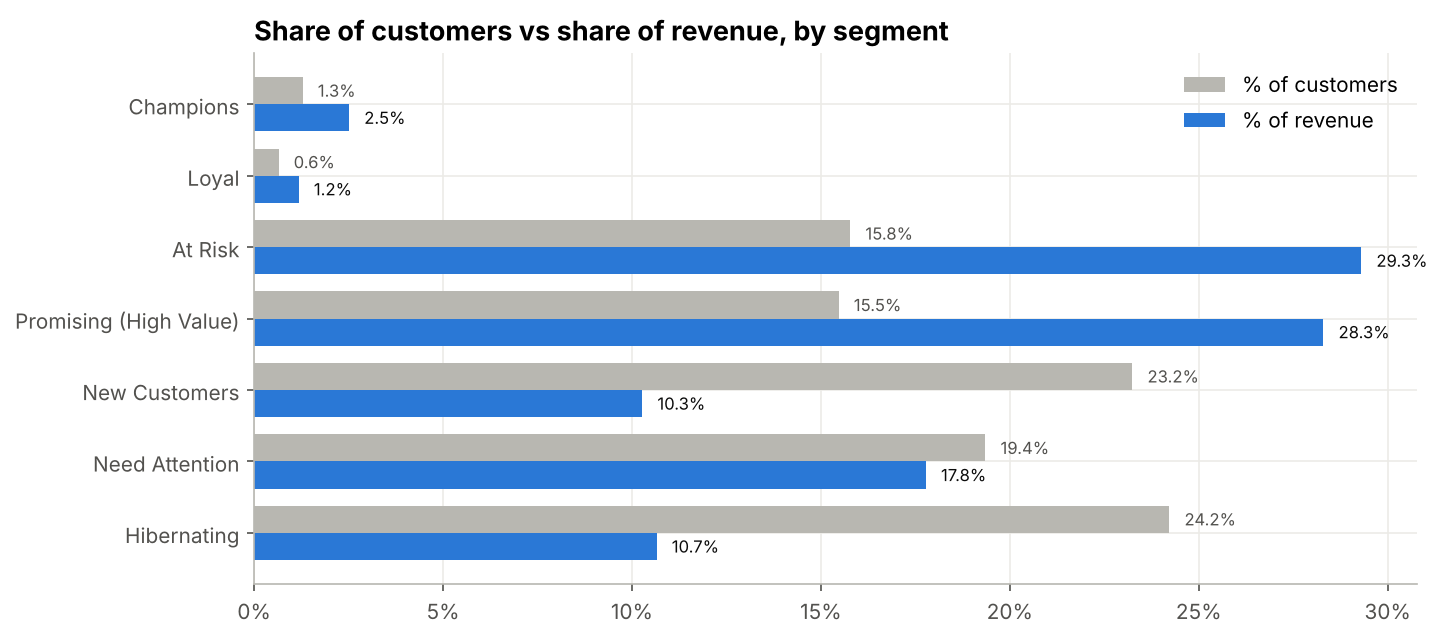 Share of customers vs share of revenue, by segment
% of customers
% of revenue
Champions
1.3%
2.5%
Loyal
0.6%
1.2%
At Risk
15.8%
29.3%
Promising (High Value)
15.5%
28.3%
New Customers
23.2%
10.3%
Need Attention
19.4%
17.8%
Hibernating
24.2%
10.7%
0% 5% 10% 15% 20% 25% 30%